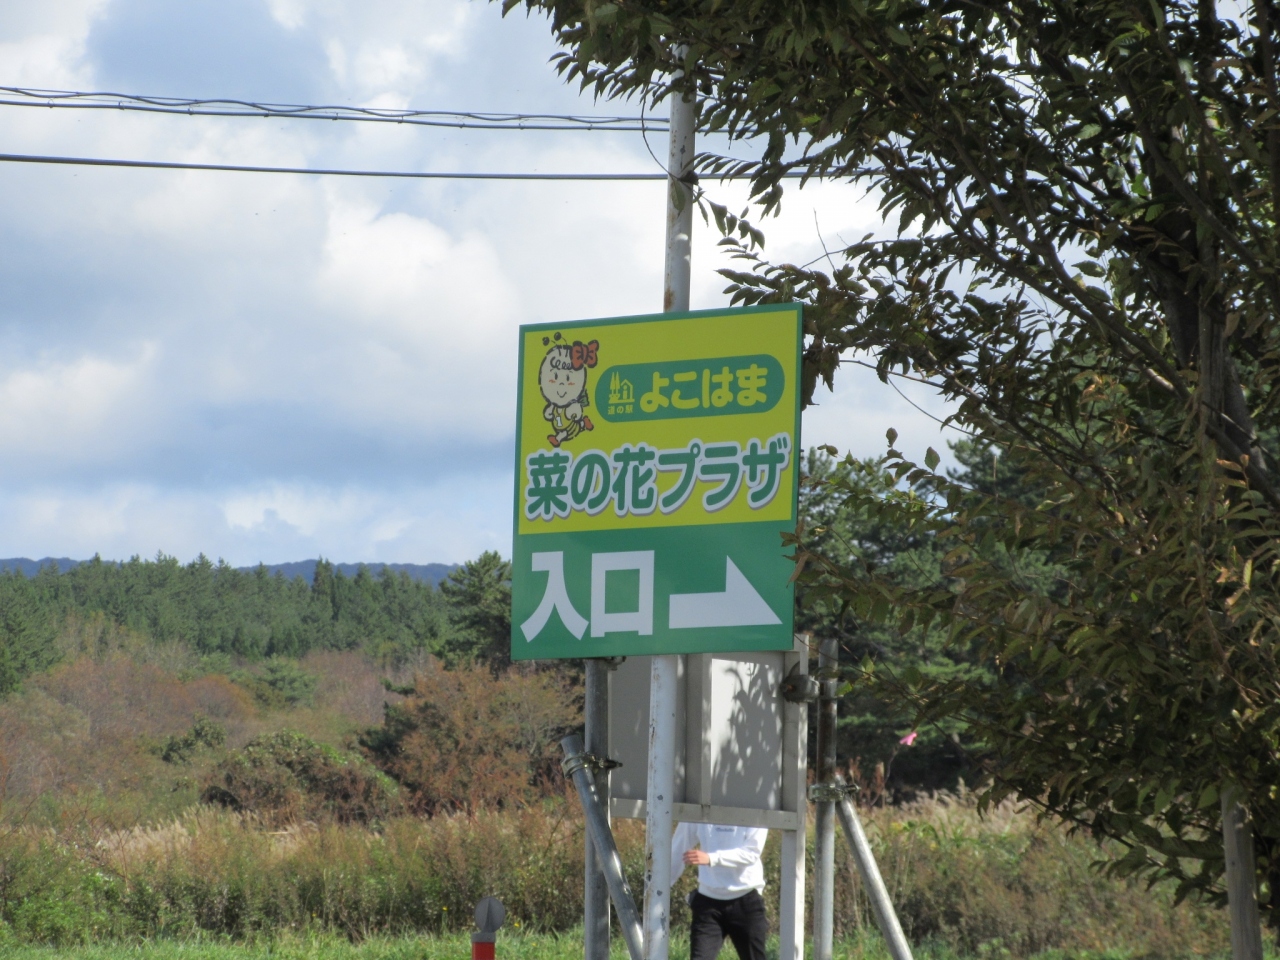 よこはま
道の駅
菜の花プラザ
入口